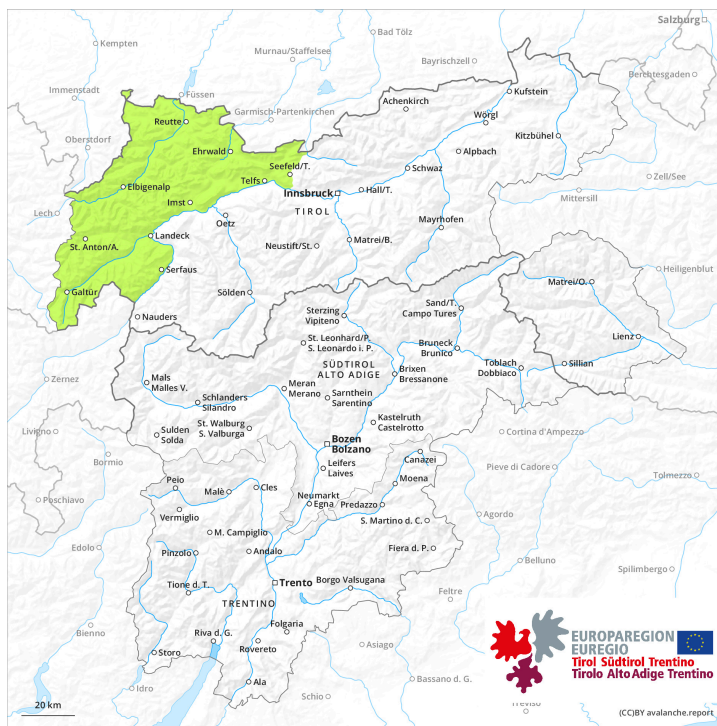 Salzburg
Kempten
Bad Tölz
Murnau/Staffelsee
Bayrischzell
Berchtesgaden
Immenstadt
Füssen
Garmisch-Partenkirchen
Achenkirch
Kufstein
Reutte
Wörgl
Oberstdorf
Ehrwald
Kitzbühel
Alpbach
Seefeld/T.
Schwaz
Zell/See
Telfs
Elbigenalp
Innsbruck
Hall/T.
Mittersill
Imst
TIROL
Lech
Oetz
Mayrhofen
St. Anton/A.
Landeck
Neustift/St.
Matrei/B.
Serfaus
Heiligenblut
Galtür
Sölden
Matrei/O.
Nauders
Sterzing
Vipiteno
Sand/T.
Campo Tures
St. Leonhard/P.
S. Leonardo i. P.
Lienz
Bruneck
Brunico
SÜDTIROL
ALTO ADIGE
Toblach
Dobbiaco
Sillian
Zernez
Mals
Malles V.
Meran
Merano
Brixen
Bressanone
Schlanders
Silandro
Sarnthein
Sarentino
St. Walburg
S. Valburga
Kastelruth
Castelrotto
Livigno
Sulden
Solda
Bozen
Bolzano
Cortina d'Ampezzo
Bormio
Canazei
Leifers
Laives
Pieve di Cadore
Tolmezzo
Poschiavo
Peio
Malè
Cles
Neumarkt
Egna
Moena
Predazzo
Vermiglio
Agordo
S. Martino d. C.
M. Campiglio
Edolo
Pinzolo
Andalo
Fiera d. P.
Belluno
Spilimbergo
Tione d. T.
Trento
Borgo Valsugana
Feltre
TRENTINO
Bienno
Folgaria
Riva d. G.
Rovereto
Asiago
Storo
Idro
Ala
Schio
Bassano d. G.
Treviso
EUROPAREGION
EUREGIO
Tirol Südtirol Trentino
Tirolo Alto Adige Trentino
20 km
(CC)BY avalanche.report